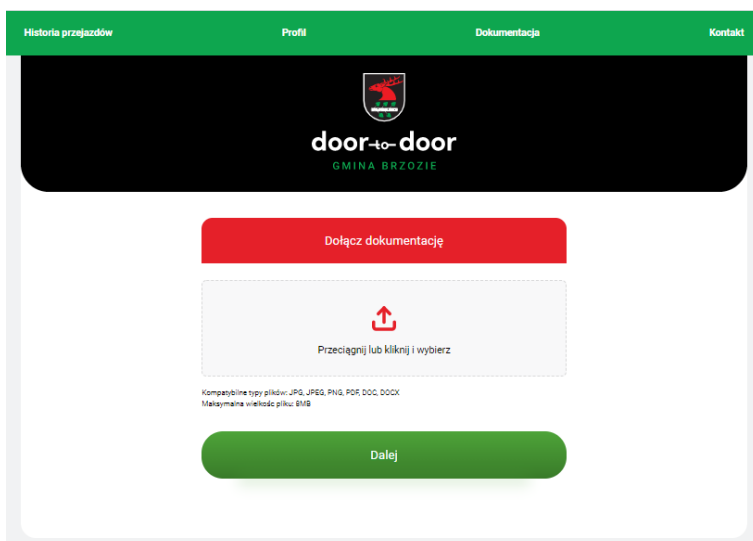 Historia przejazdów Profil Dokumentacja Kontakt
door-to-door
GMINA BRZOZIE
Dołącz dokumentację
Przeciągnij lub kliknij i wybierz
Kompatybilne typy plików: JPG, JPEG, PNG, PDF, DOC, DOCX
Maksymalna wielkość pliku: 6MB
Dalej